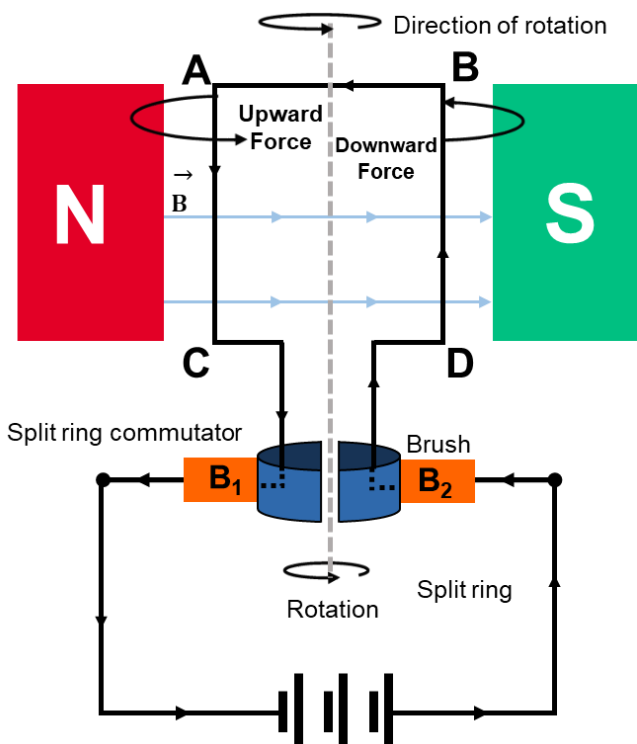 Direction of rotation
A
B
Upward
Force
Downward
Force
→
B
N
S
C
D
Split ring commutator
Brush
B₁
B₂
Split ring
Rotation